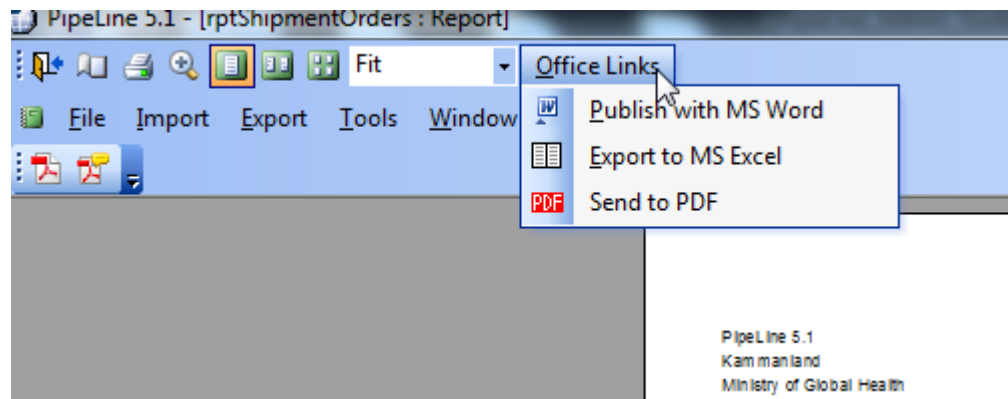 PipeLine 5.1 - [rptShipmentOrders : Report]
Fit
Office Links
File Import Export Tools Window
Publish with MS Word
Export to MS Excel
PDF Send to PDF
PipeLine 5.1
Kammanland
Ministry of Global Health